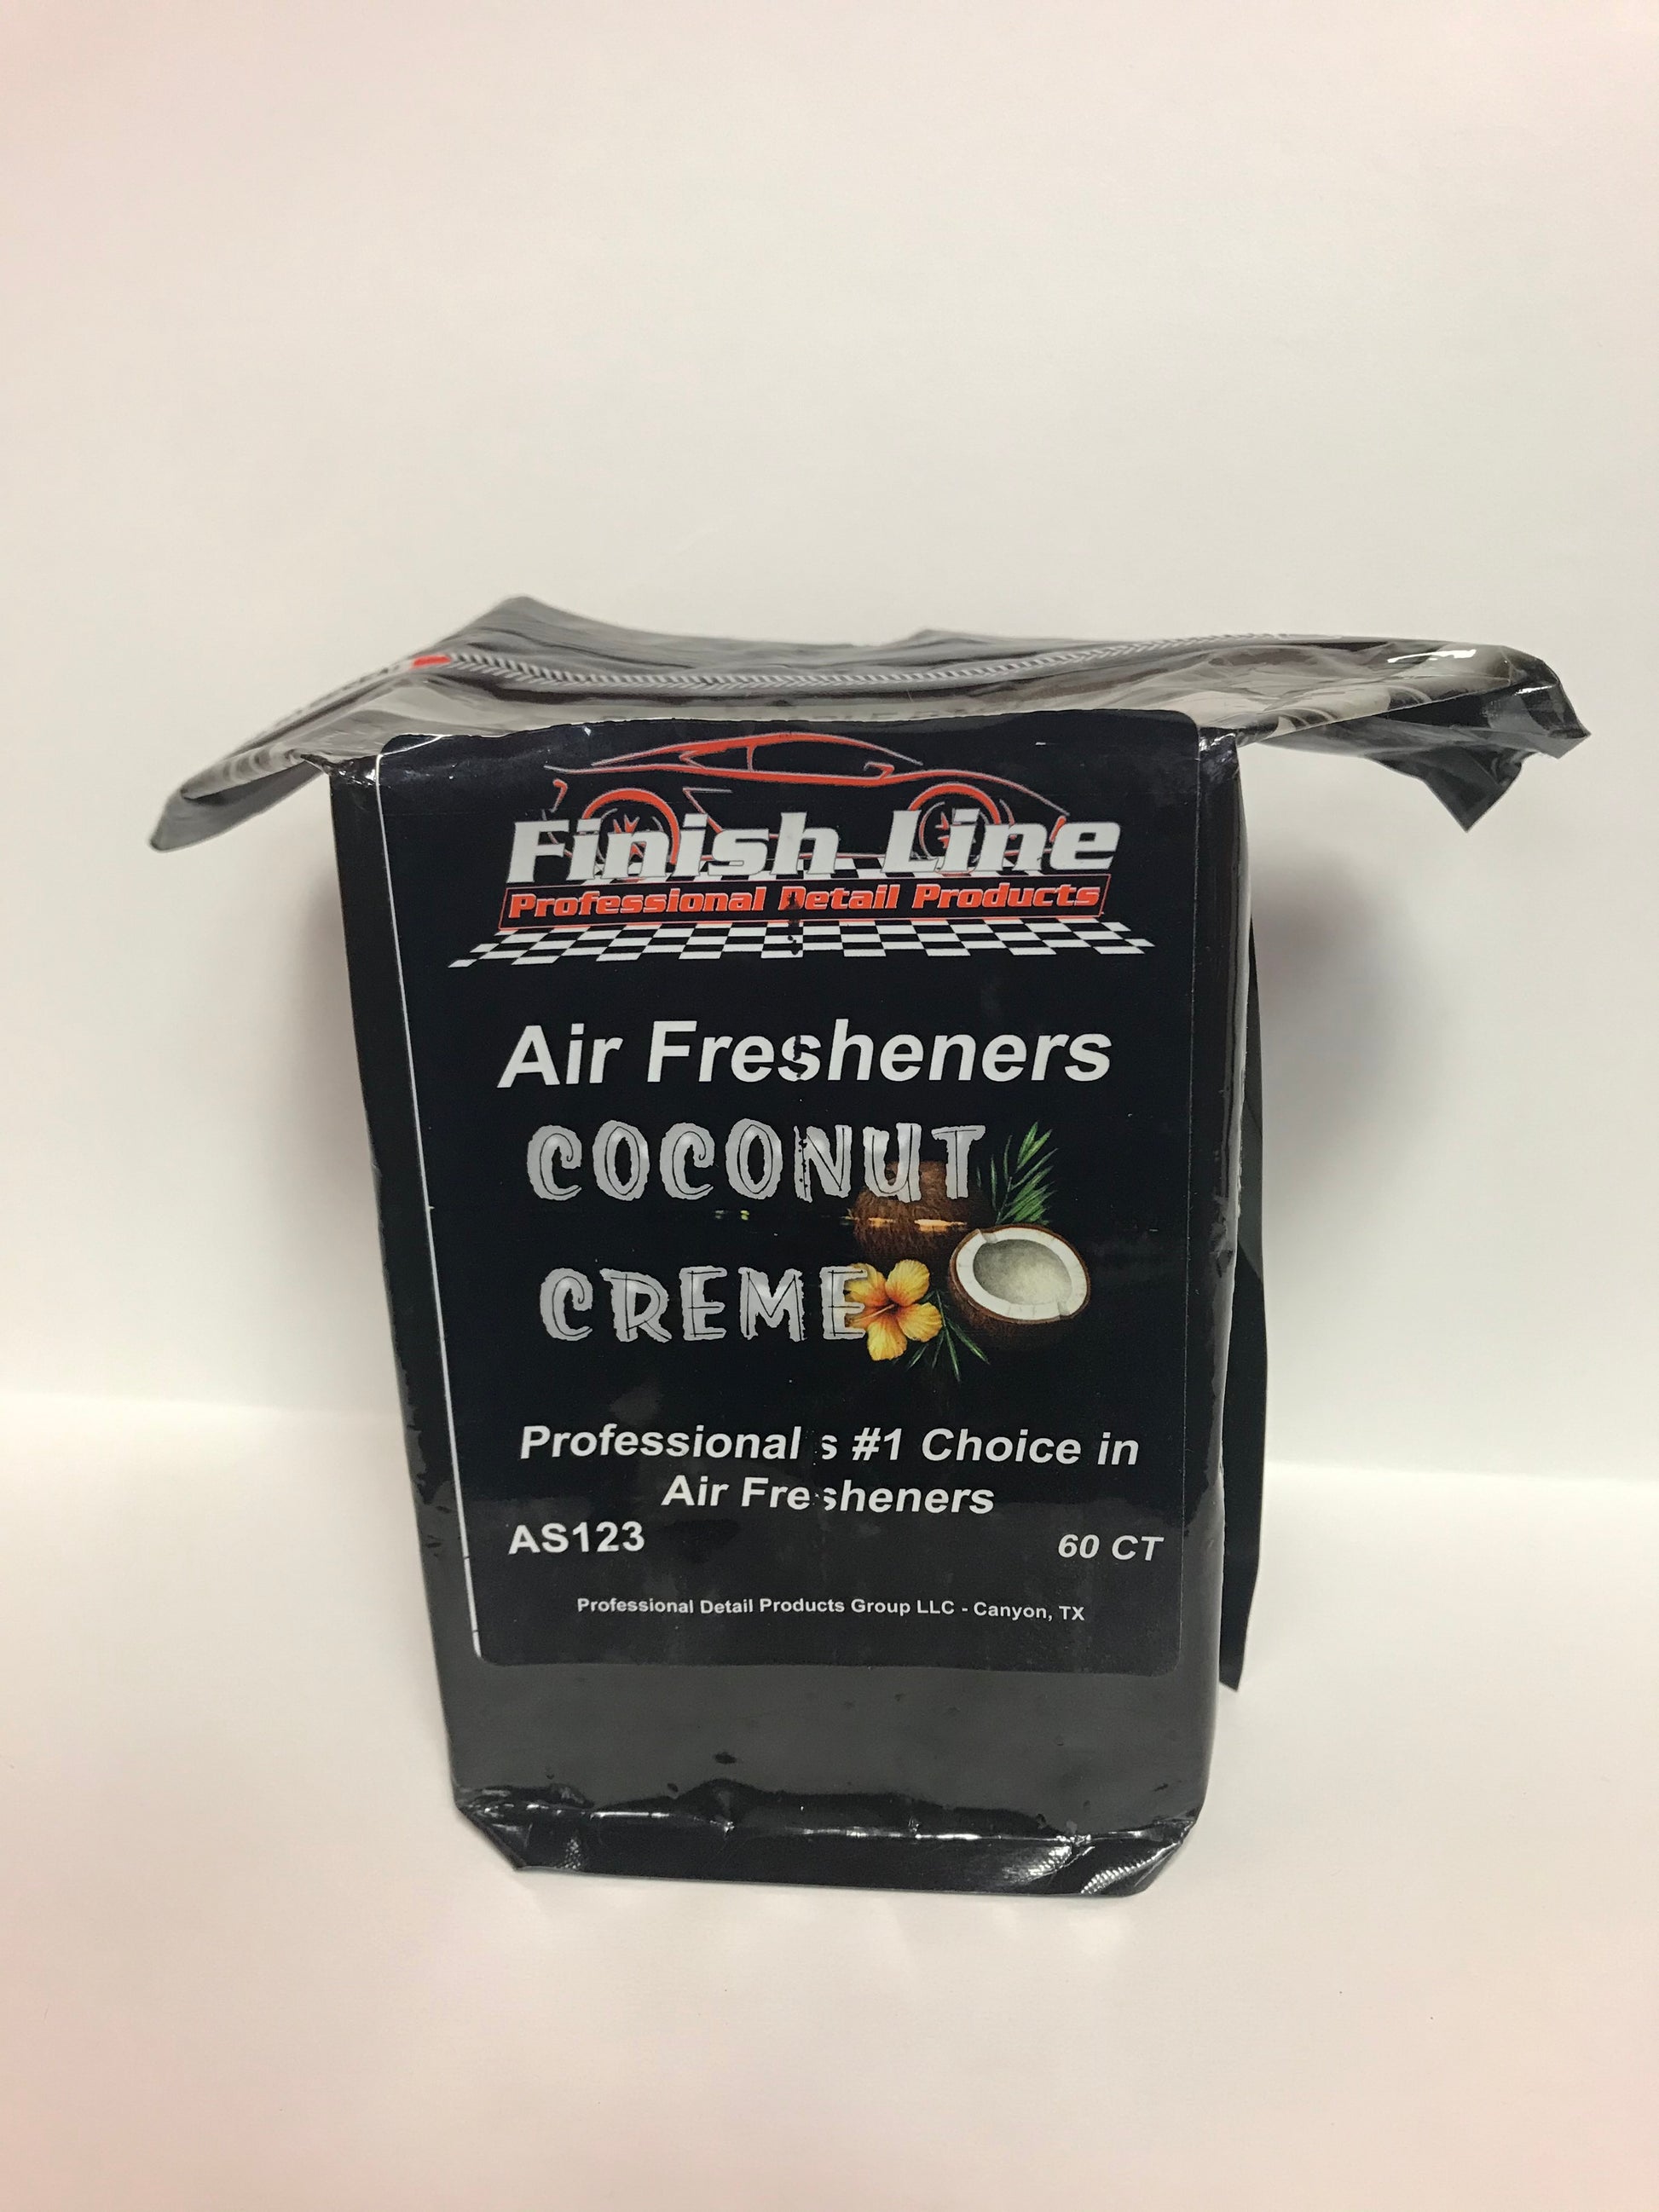 Finish Line
Professional Detail Products
Air Fresheners
COCONUT
CREME
Professional s #1 Choice in
Air Fresheners
AS123
60 CT
Professional Detail Products Group LLC - Canyon, TX